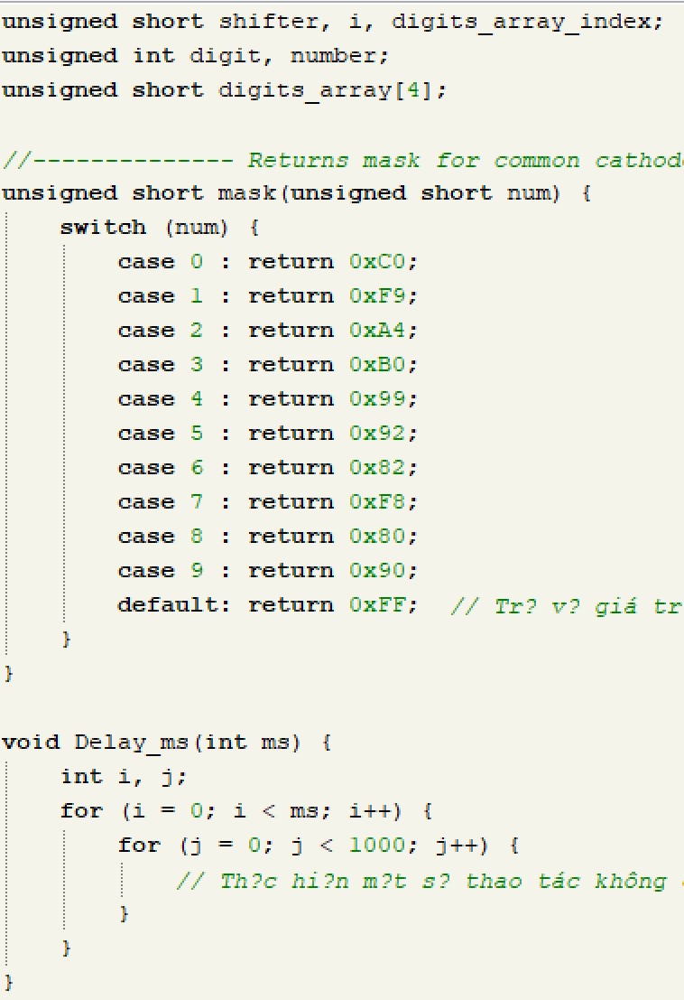 unsigned short shifter, i, digits_array_index;
unsigned int digit, number;
unsigned short digits_array[4];
//-------------- Returns mask for common
unsigned short mask(unsigned short num) {
switch (num) {
case 0 : return 0xC0;
case 1 : return 0xF9;
case 2 : return 0xA4;
case 3 : return 0xB0;
case 4 : return 0x99;
case 5 : return 0x92;
case 6 : return 0x82;
case 7 : return 0xF8;
case 8 : return 0x80;
case 9 : return 0x90;
default: return 0xFF;  // Tr? v? giá tr
}
}
void Delay_ms(int ms) {
int i, j;
for (i = 0; i < ms; i++) {
for (j = 0; j < 1000; j++) {
// Th?c hi?n m?t s? thao tác không
}
}
}